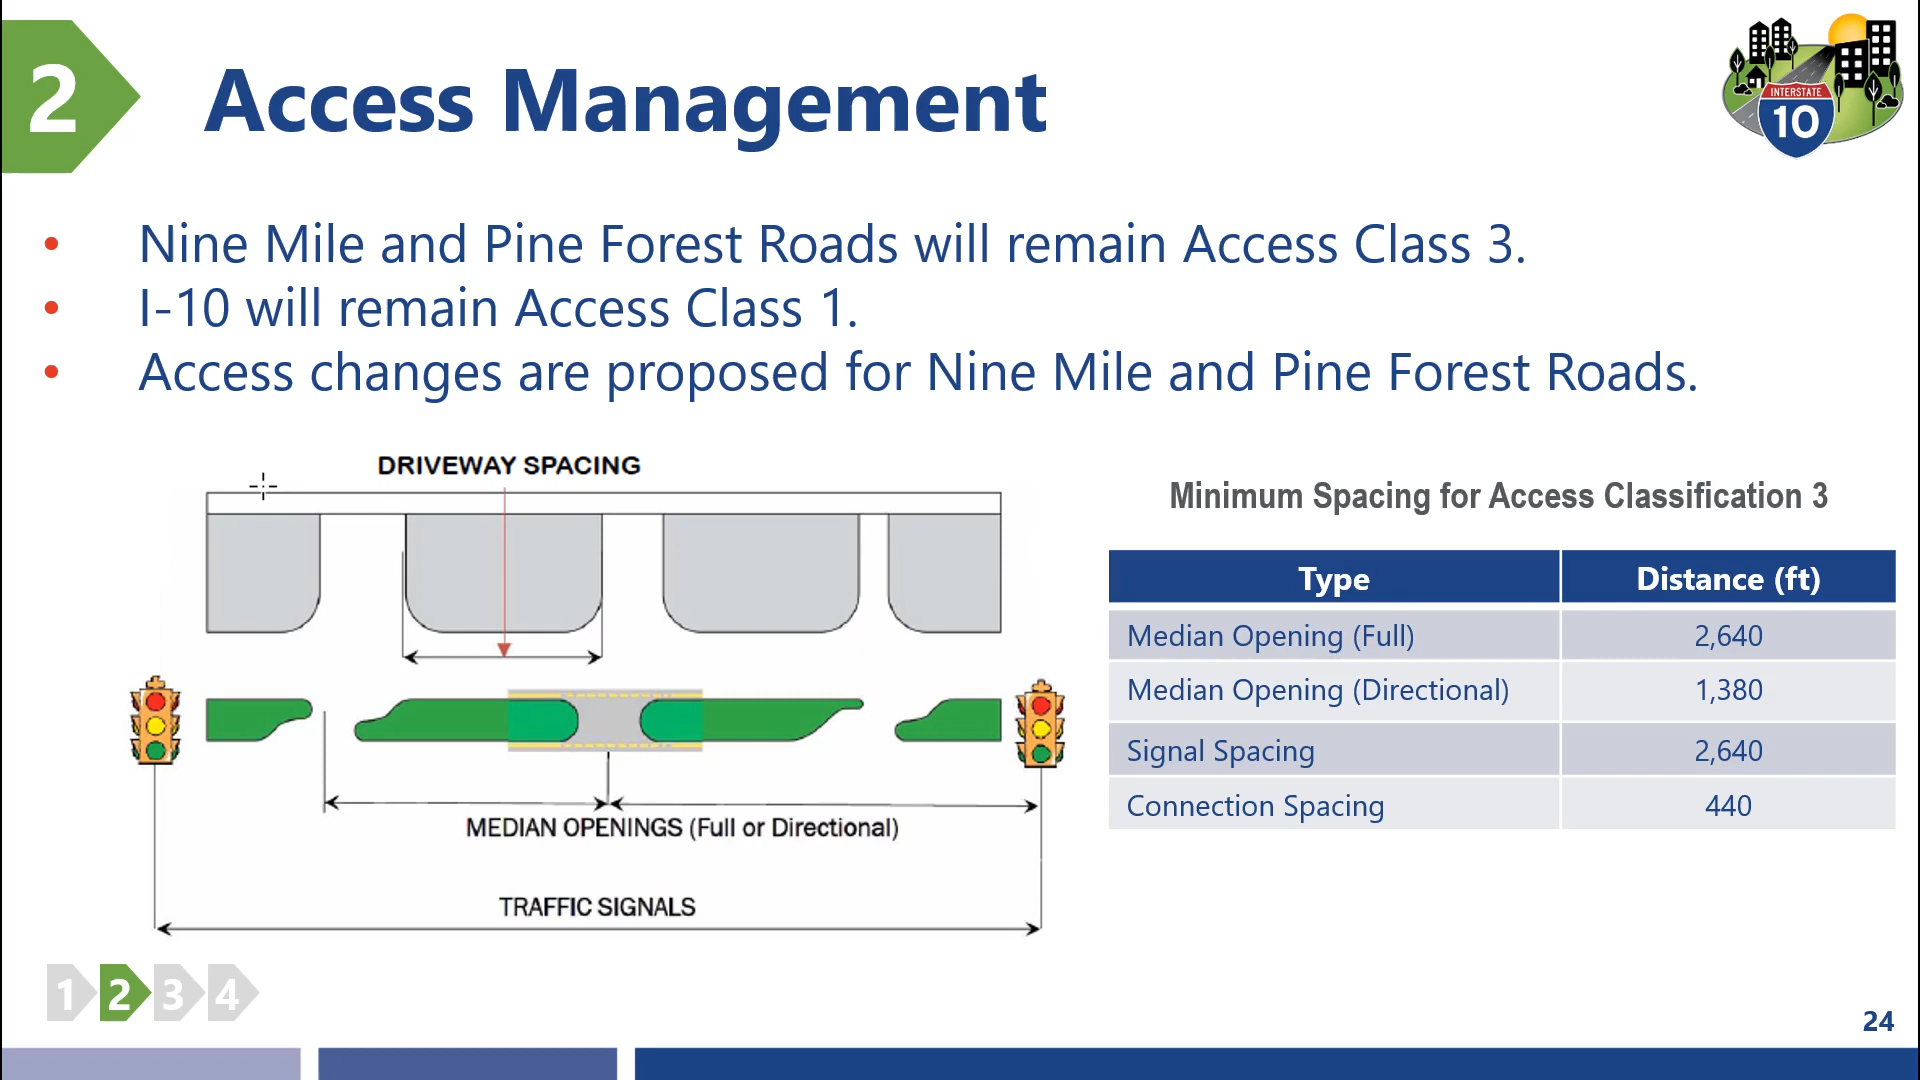 2
Access Management
INTERSTATE
10
• Nine Mile and Pine Forest Roads will remain Access Class 3.
• I-10 will remain Access Class 1.
• Access changes are proposed for Nine Mile and Pine Forest Roads.
DRIVEWAY SPACING
MEDIAN OPENINGS (Full or Directional)
TRAFFIC SIGNALS
Minimum Spacing for Access Classification 3
Type Distance (ft)
Median Opening (Full) 2,640
Median Opening (Directional) 1,380
Signal Spacing 2,640
Connection Spacing 440
1 2 3 4
24